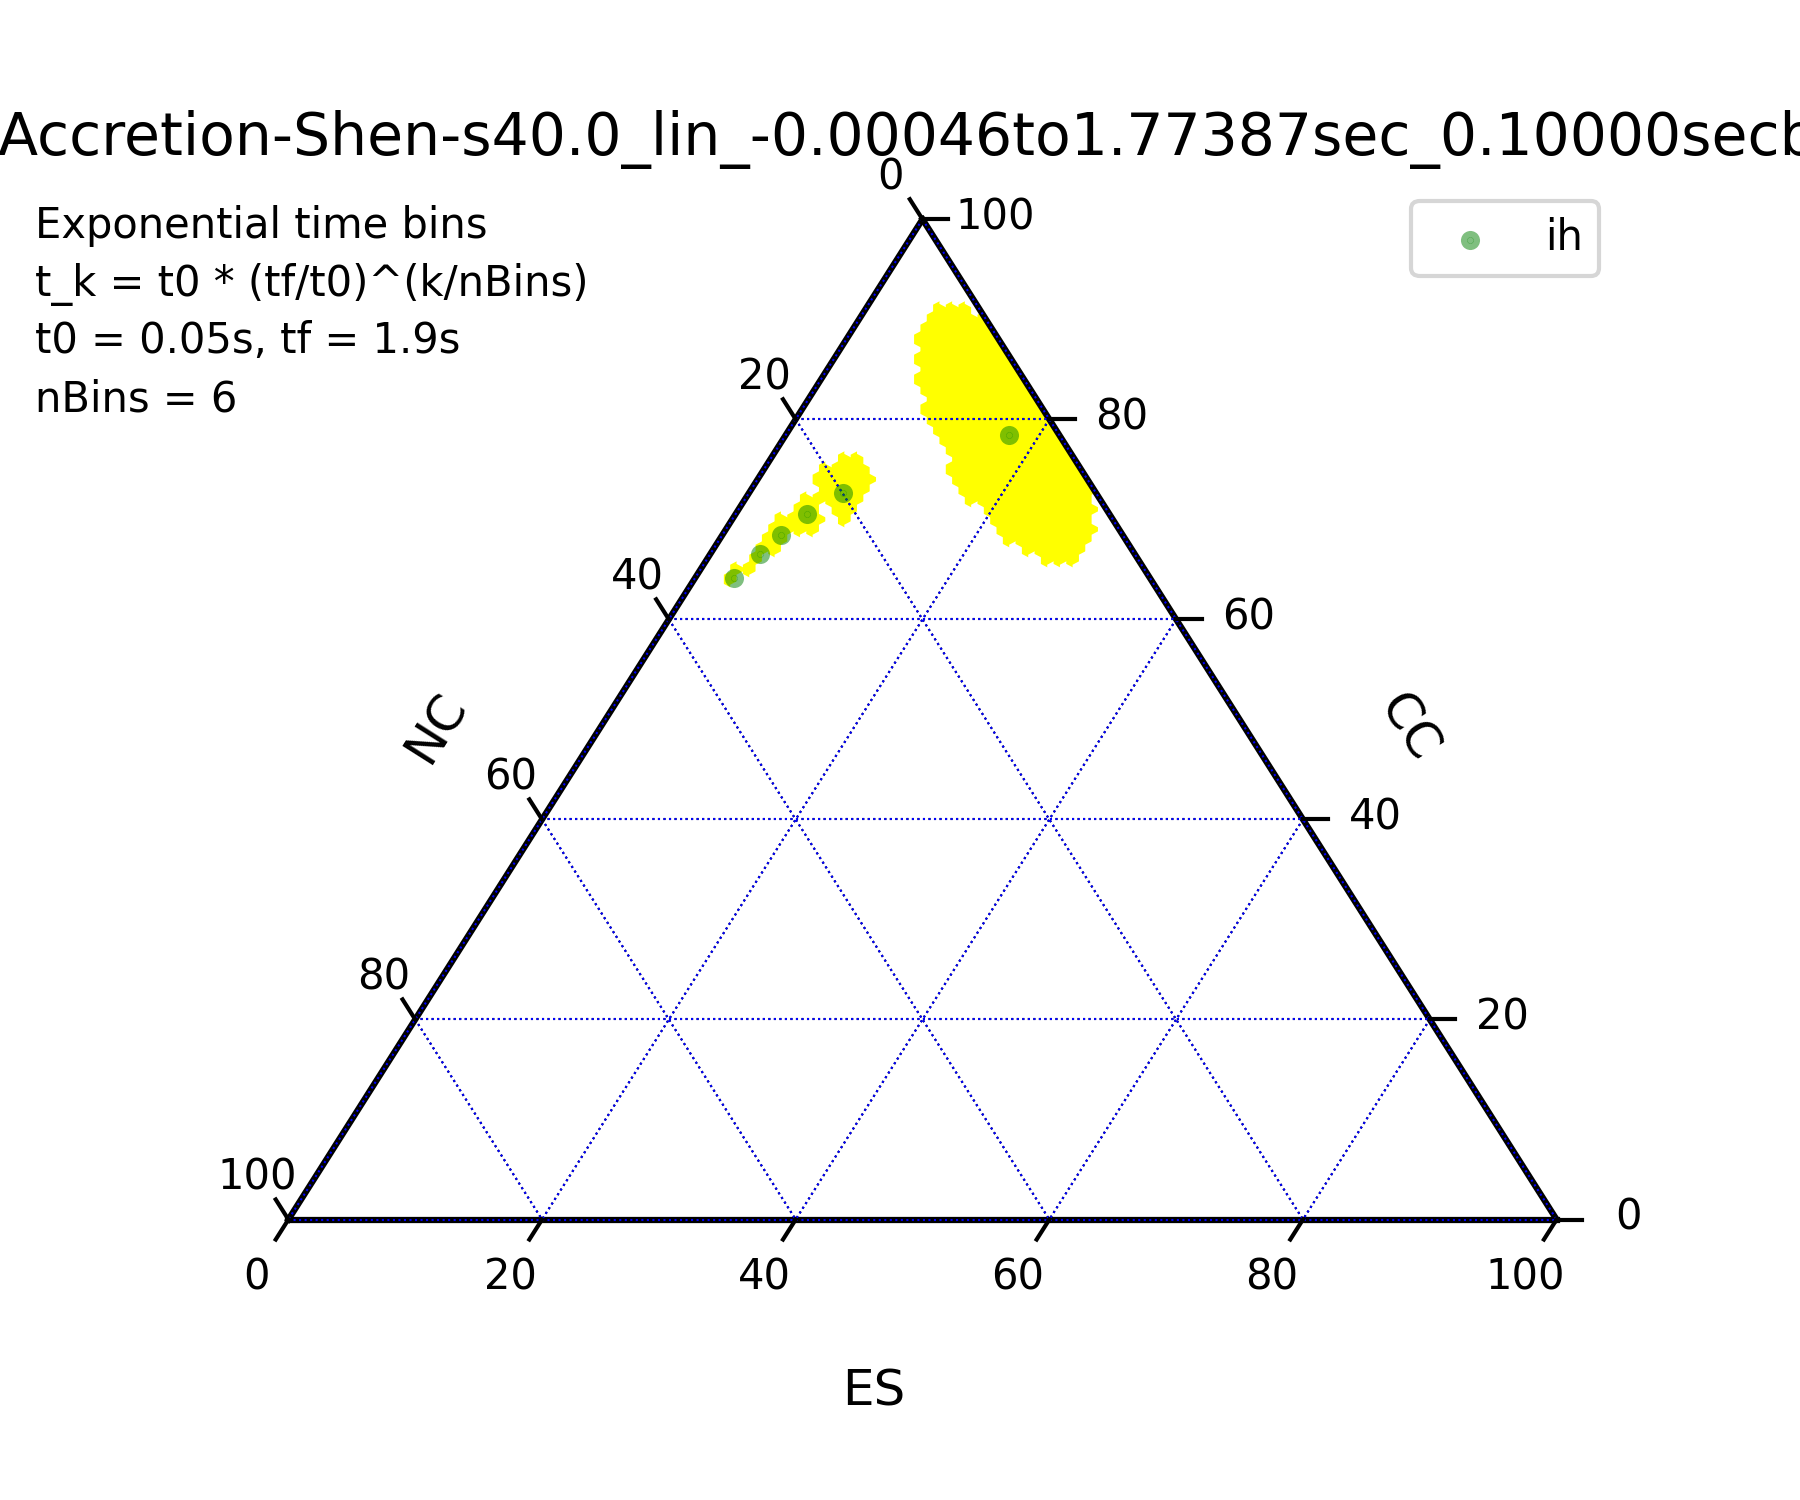 Accretion-Shen-s40.0_lin_-0.00046to1.77387sec_0.10000secb
Exponential time bins
t_k = t0 * (tf/t0)^(k/nBins)
t0 = 0.05s, tf = 1.9s
nBins = 6
ih
0
100
20
80
40
60
NC
CC
60
40
80
20
100
0
0
20
40
60
80
100
ES